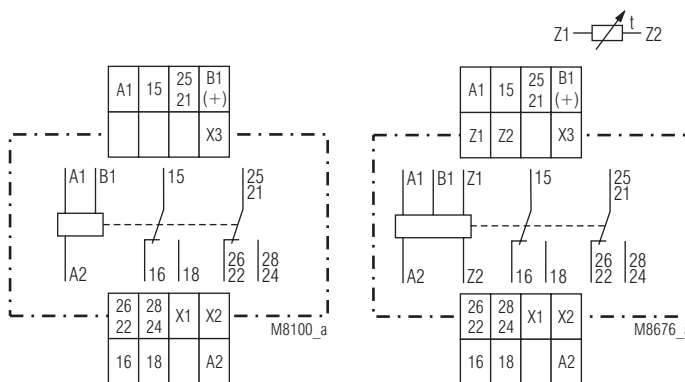 Z1 t Z2
A1 15 25 21 B1 (+)
X3
A1 B1 15 25 21
A2 16 18 26 22 28 24
26 22 28 24 X1 X2
16 18 A2
M8100_a
A1 15 25 21 B1 (+)
Z1 Z2 X3
A1 B1 Z1 15 25 21
A2 Z2 16 18 26 22 28 24
26 22 28 24 X1 X2
16 18 A2
M8676_a